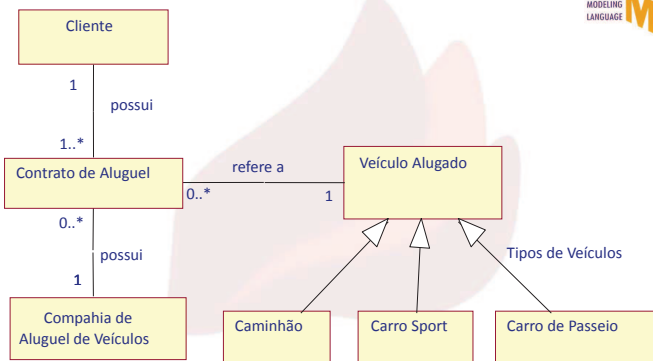 MODELING
LANGUAGE
Cliente
1
possui
1..*
Contrato de Aluguel
refere a
0..*
1
Veículo Alugado
0..*
possui
1
Tipos de Veículos
Compahia de
Aluguel de Veículos
Caminhão
Carro Sport
Carro de Passeio